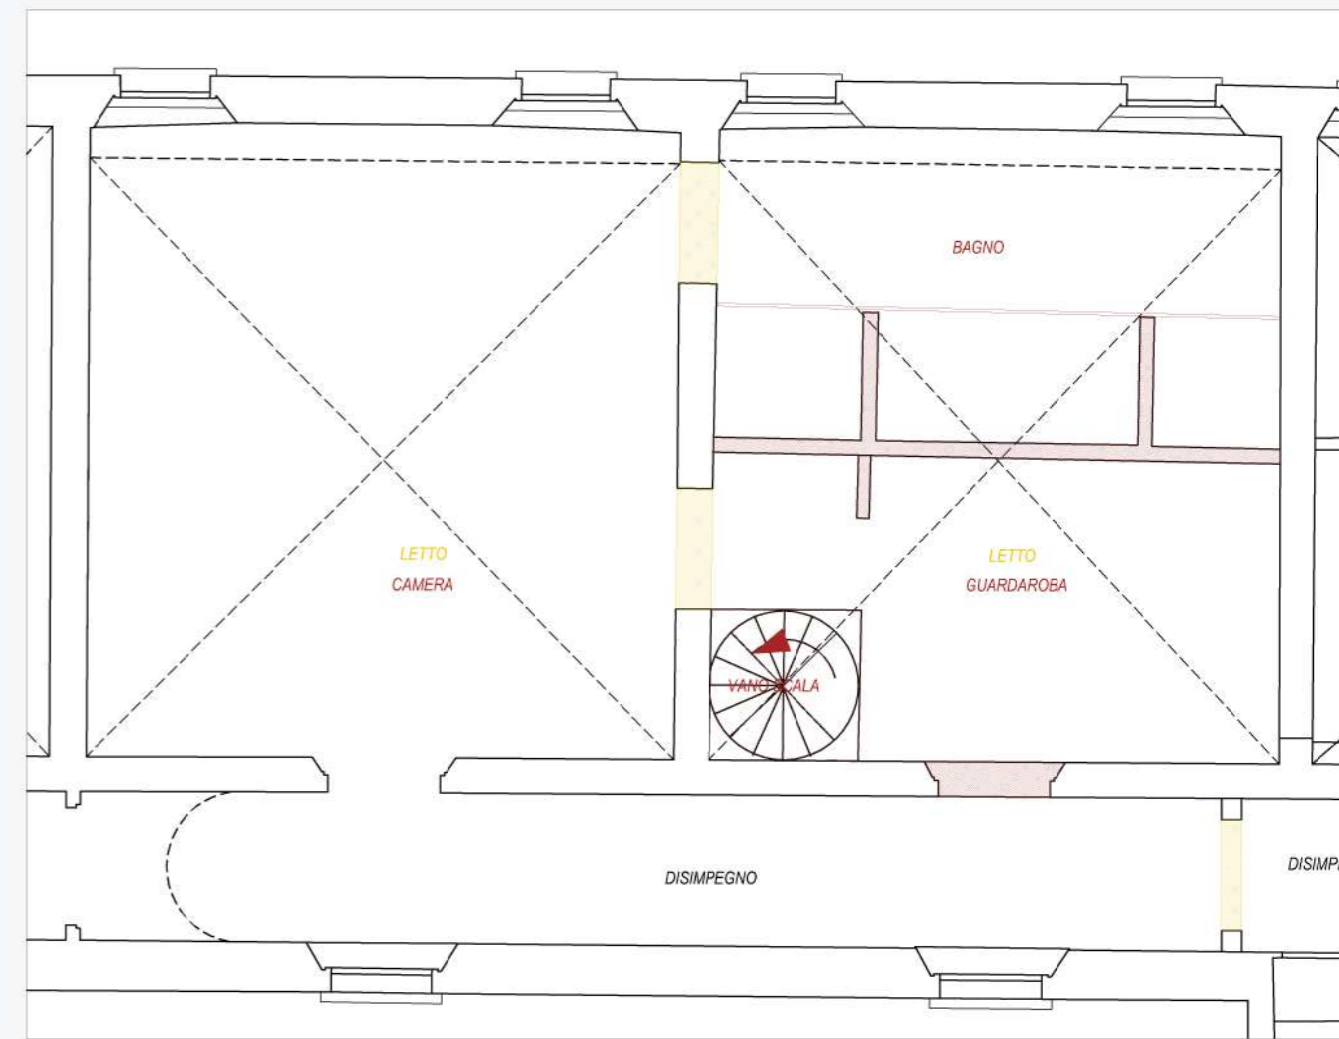 BAGNO
LETTO
CAMERA
LETTO
GUARDAROBA
VANO SCALA
DISIMPEGNO